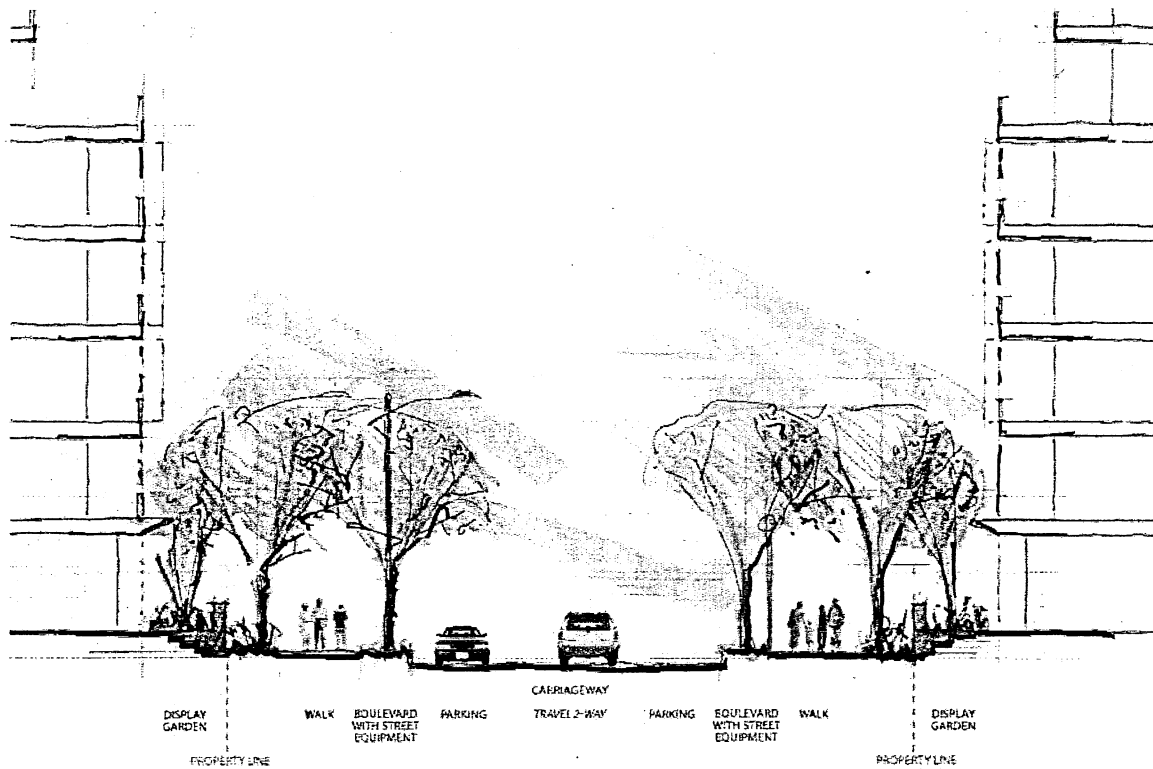 CARRIAGEWAY
DISPLAY GARDEN
WALK
BOULEVARD WITH STREET EQUIPMENT
PARKING
TRAVEL 2-WAY
PARKING
BOULEVARD WITH STREET EQUIPMENT
WALK
DISPLAY GARDEN
PROPERTY LINE
PROPERTY LINE